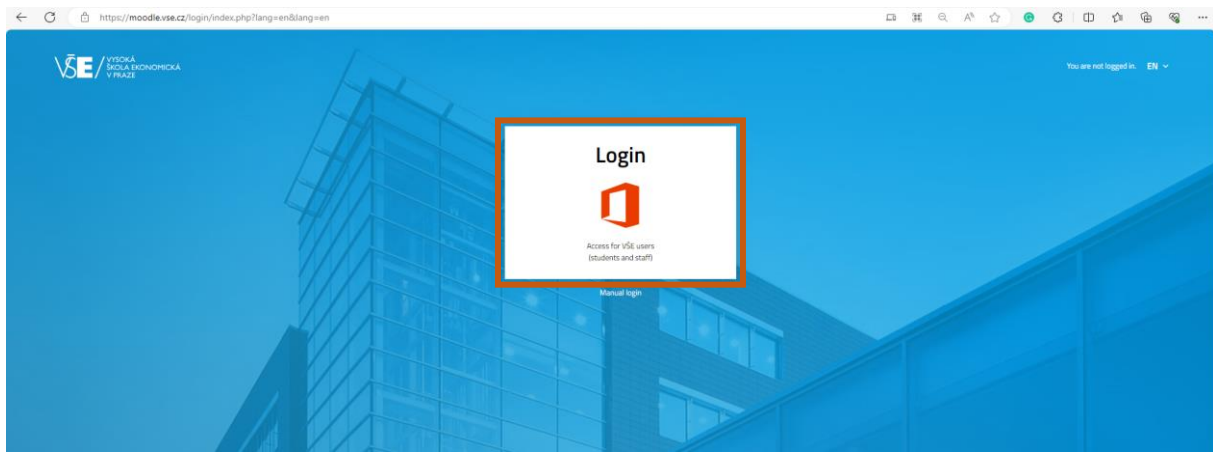 https://moodle.vse.cz/login/index.php?lang=en&lang=en
VŠE / VYSOKÁ
ŠKOLA EKONOMICKÁ
V PRAZE
You are not logged in. EN
Login
Access for VŠE users
(students and staff)
Manual login